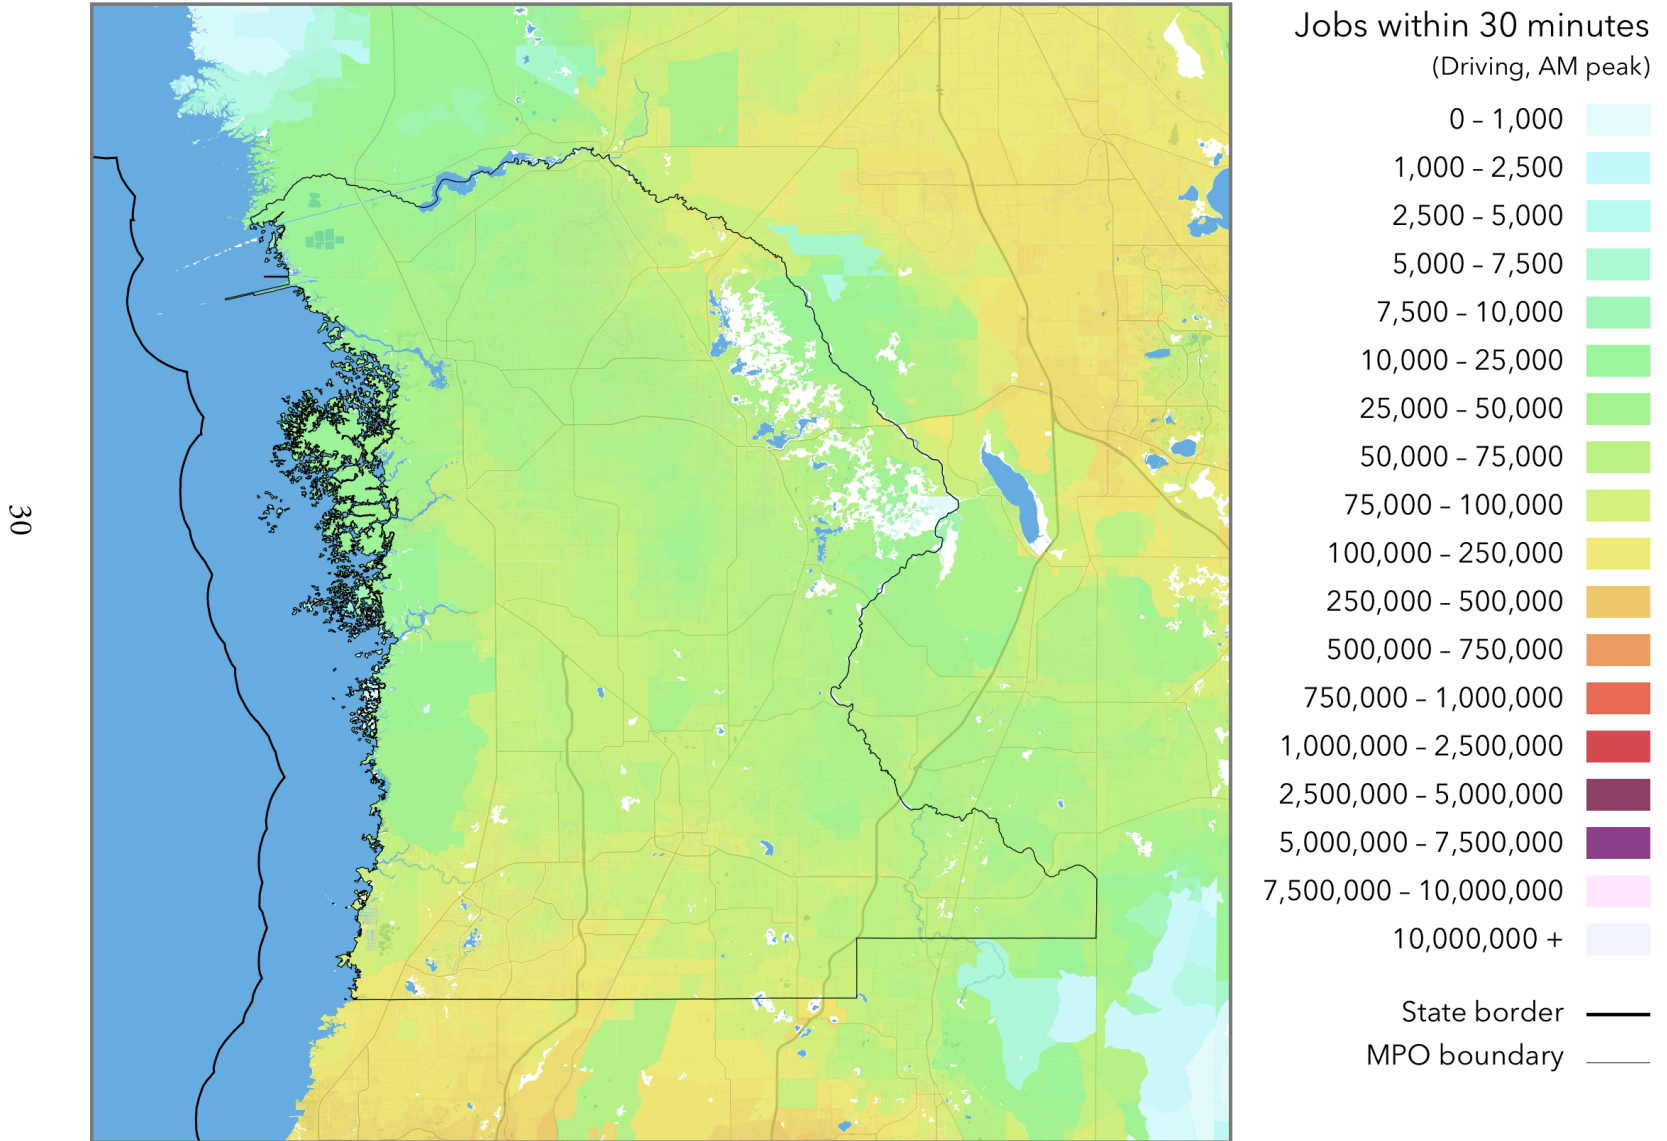 Jobs within 30 minutes
(Driving, AM peak)
0 – 1,000
1,000 – 2,500
2,500 – 5,000
5,000 – 7,500
7,500 – 10,000
10,000 – 25,000
25,000 – 50,000
50,000 – 75,000
75,000 – 100,000
100,000 – 250,000
250,000 – 500,000
500,000 – 750,000
750,000 – 1,000,000
1,000,000 – 2,500,000
2,500,000 – 5,000,000
5,000,000 – 7,500,000
7,500,000 – 10,000,000
10,000,000 +
State border
MPO boundary
30